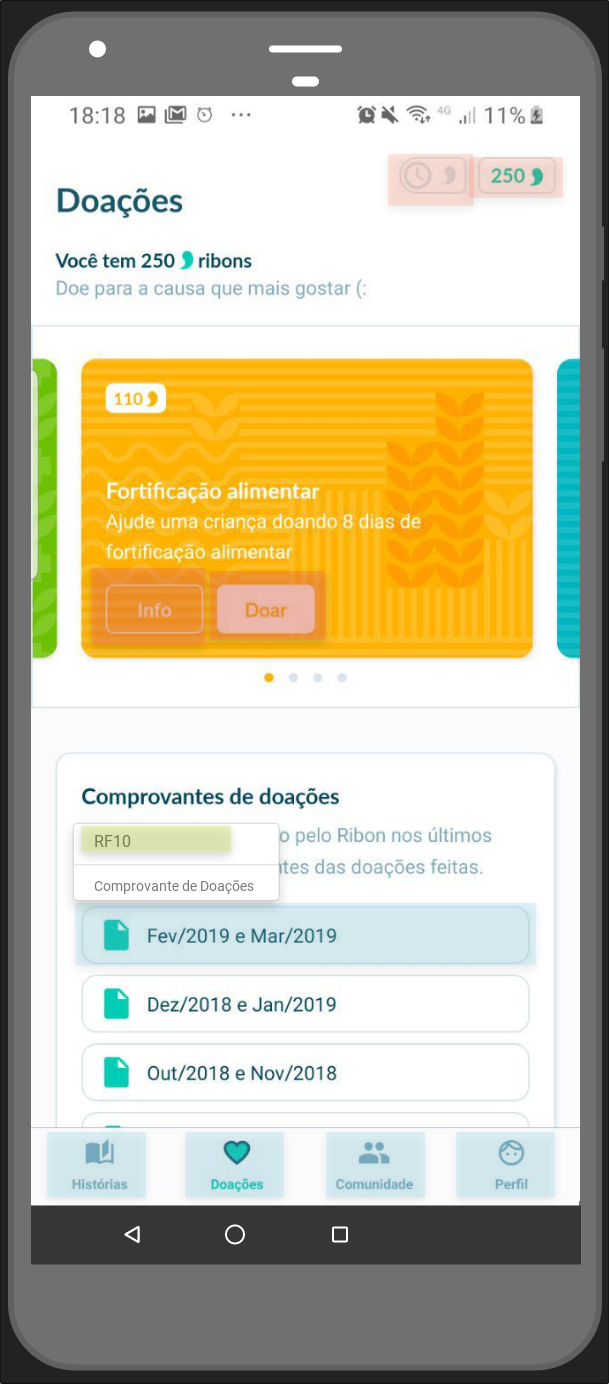 18:18
4G
11%
250
Doações
Você tem 250 ribons
Doe para a causa que mais gostar (:
110
Fortificação alimentar
Ajude uma criança doando 8 dias de
fortificação alimentar
Info
Doar
Comprovantes de doações
o pelo Ribon nos últimos
RF10
ntes das doações feitas.
Comprovante de Doações
Fev/2019 e Mar/2019
Dez/2018 e Jan/2019
Out/2018 e Nov/2018
Histórias
Doações
Comunidade
Perfil